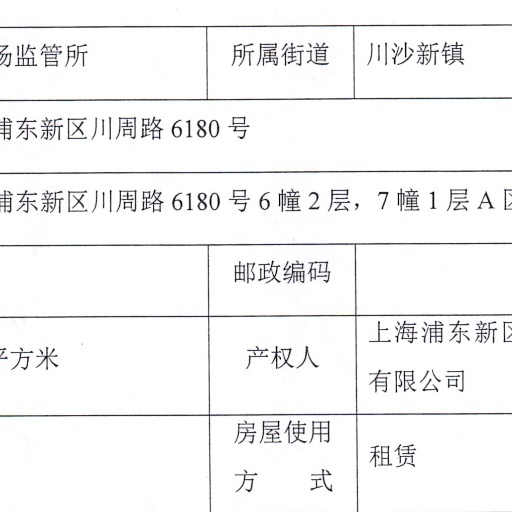 场监管所 所属街道 川沙新镇
浦东新区川周路 6180 号
浦东新区川周路 6180 号 6 幢 2 层，7 幢 1 层 A 区
邮政编码
平方米 产权人 上海浦东新区
有限公司
房屋使用
方 式 租赁